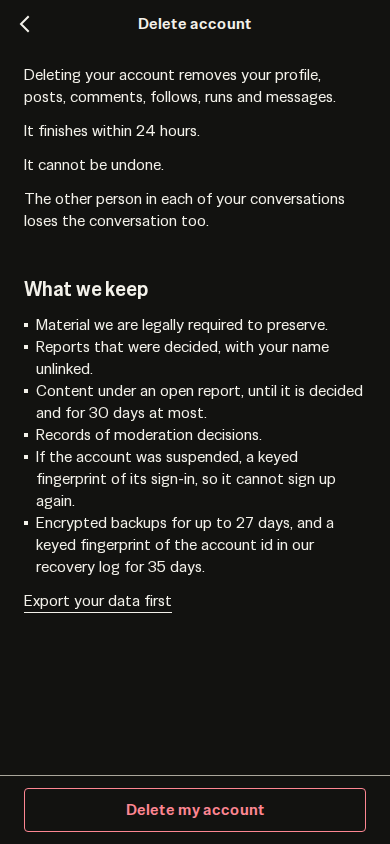 Delete account
Deleting your account removes your profile,
posts, comments, follows, runs and messages.
It finishes within 24 hours.
It cannot be undone.
The other person in each of your conversations
loses the conversation too.
What we keep
Material we are legally required to preserve.
Reports that were decided, with your name
unlinked.
Content under an open report, until it is decided
and for 30 days at most.
Records of moderation decisions.
If the account was suspended, a keyed
fingerprint of its sign-in, so it cannot sign up
again.
Encrypted backups for up to 27 days, and a
keyed fingerprint of the account id in our
recovery log for 35 days.
Export your data first
Delete my account